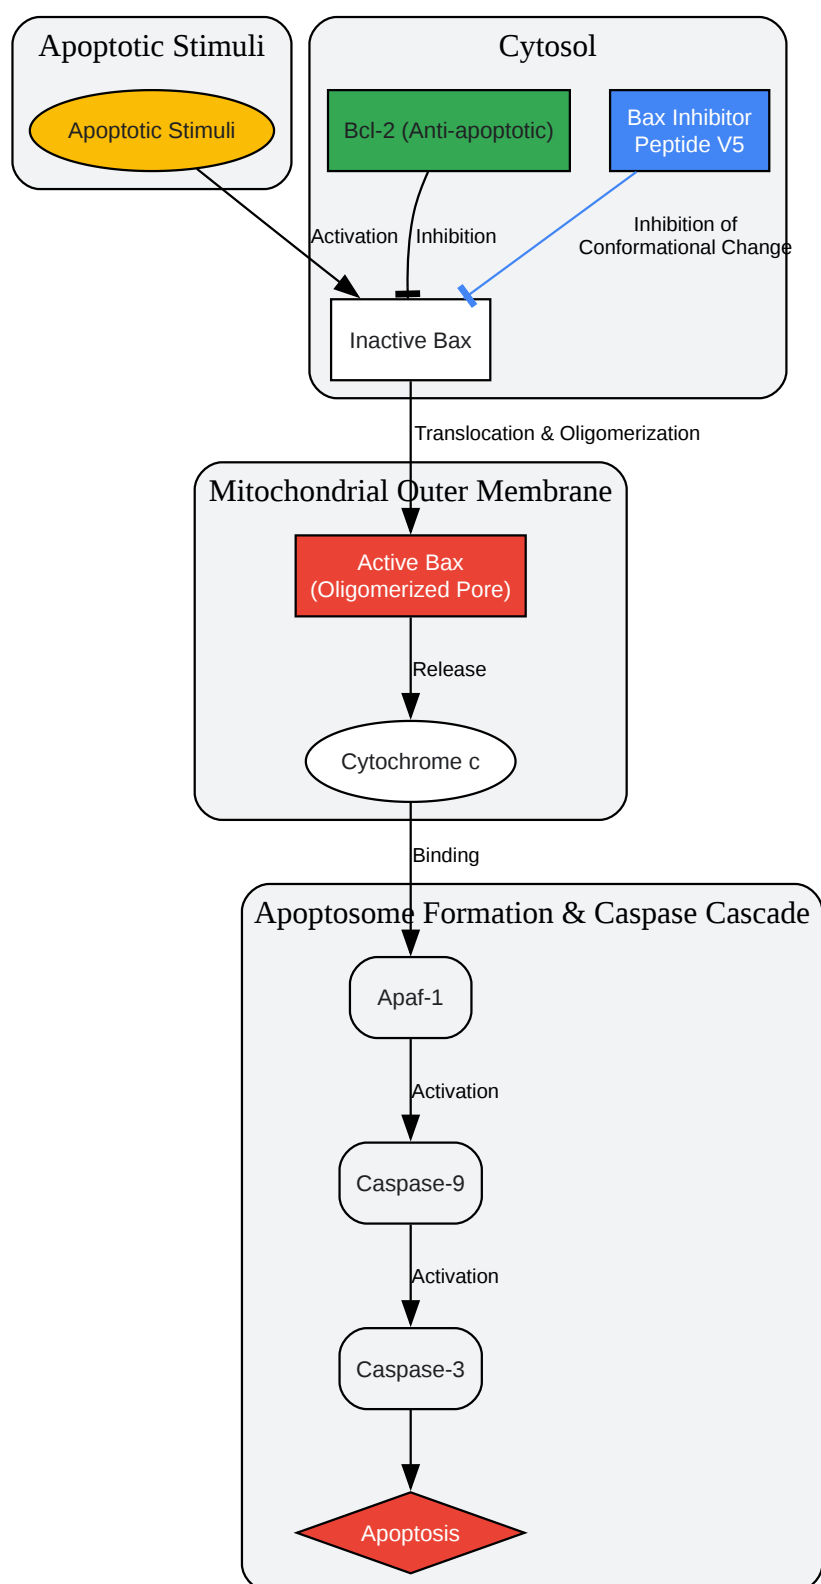 Apoptotic Stimuli
Cytosol
Apoptotic Stimuli
Bcl-2 (Anti-apoptotic)
Bax Inhibitor
Peptide V5
Activation
Inhibition
Inhibition of
Conformational Change
Inactive Bax
Translocation & Oligomerization
Mitochondrial Outer Membrane
Active Bax
(Oligomerized Pore)
Release
Cytochrome c
Binding
Apoptosome Formation & Caspase Cascade
Apaf-1
Activation
Caspase-9
Activation
Caspase-3
Apoptosis